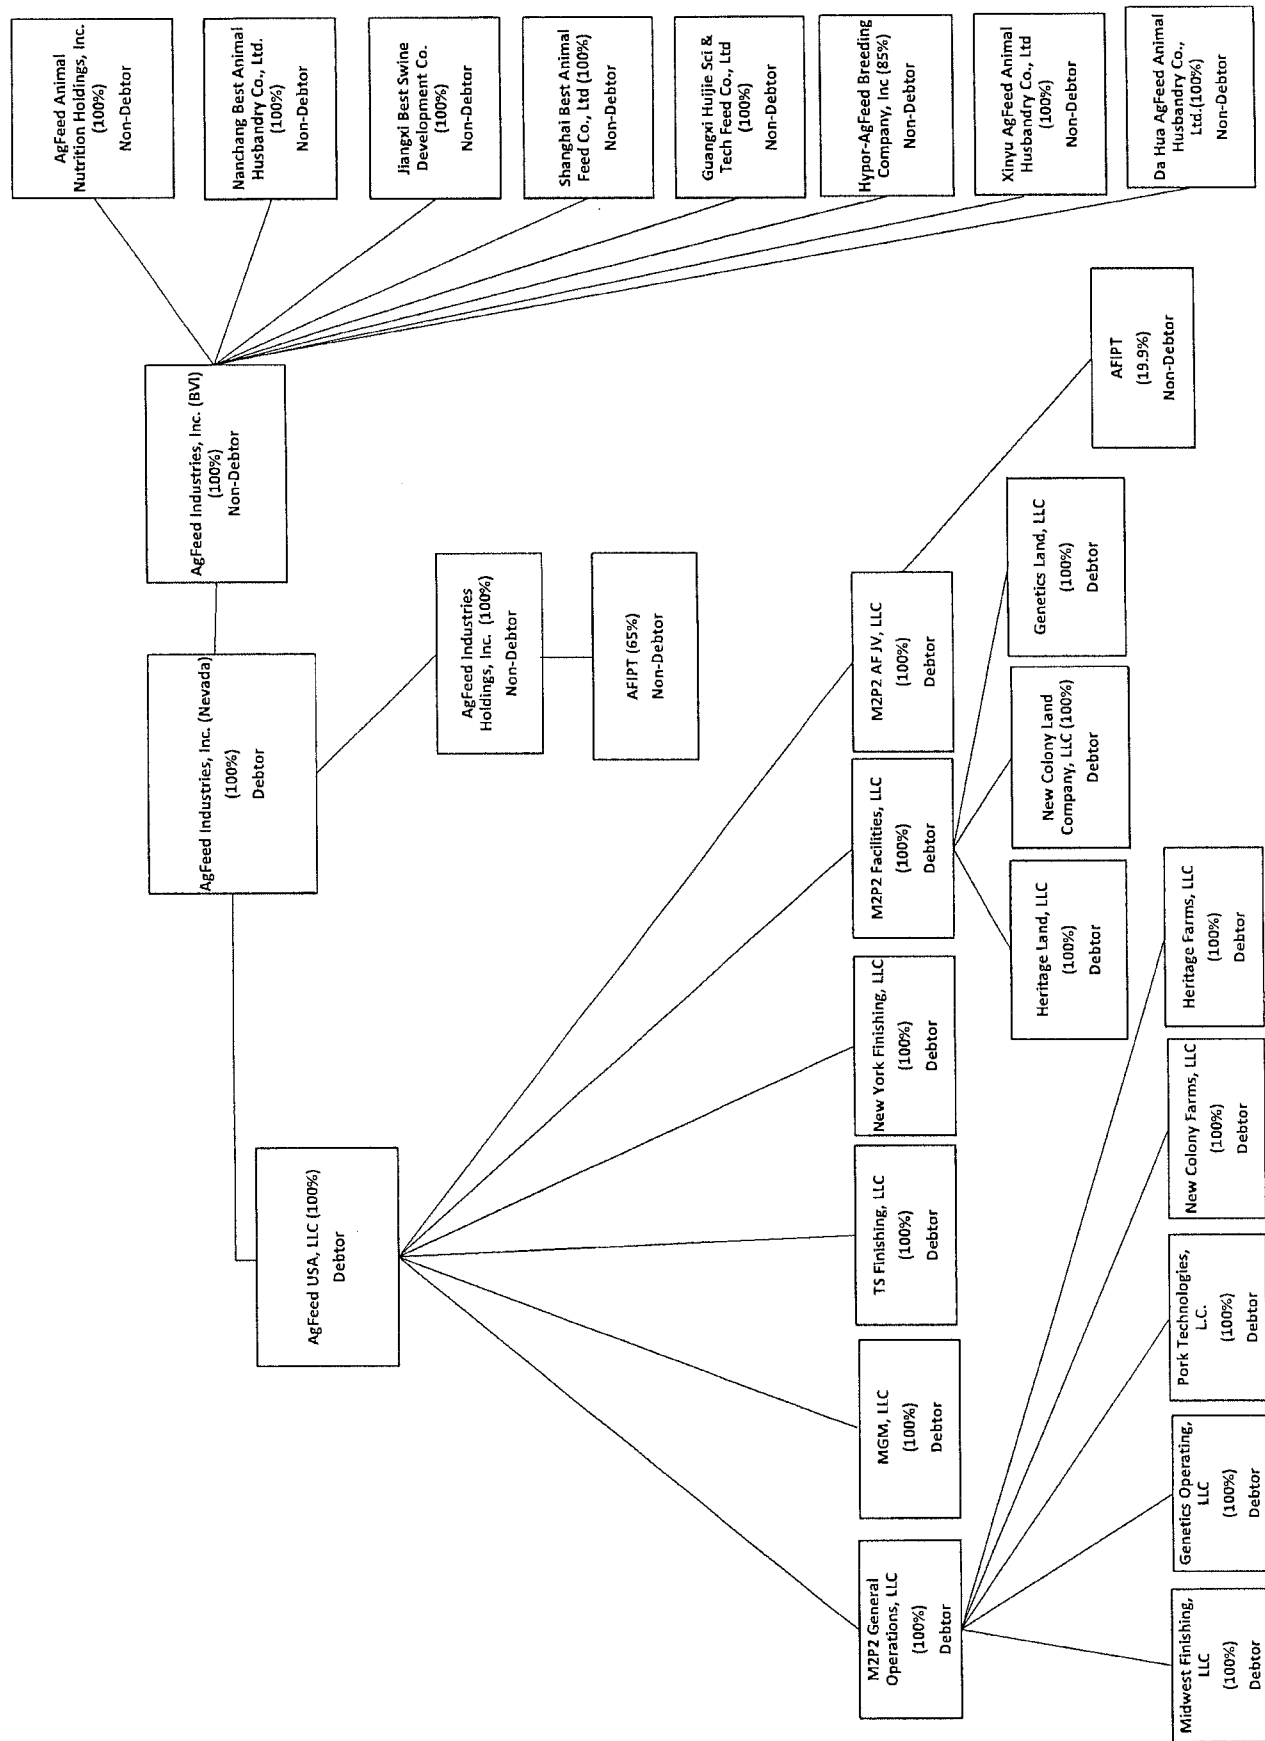 AgFeed Industries, Inc. (Nevada)
(100%)
Debtor
AgFeed Industries, Inc. (BVI)
(100%)
Non-Debtor
AgFeed USA, LLC (100%)
Debtor
AgFeed Industries
Holdings, Inc. (100%)
Non-Debtor
AFIPT (65%)
Non-Debtor
AgFeed Animal
Nutrition Holdings, Inc.
(100%)
Non-Debtor
Nanchang Best Animal
Husbandry Co., Ltd.
(100%)
Non-Debtor
Jiangxi Best Swine
Development Co.
(100%)
Non-Debtor
Shanghai Best Animal
Feed Co., Ltd (100%)
Non-Debtor
Guangxi Huijie Sci &
Tech Feed Co., Ltd
(100%)
Non-Debtor
Hypor-AgFeed Breeding
Company, Inc (85%)
Non-Debtor
Xinyu AgFeed Animal
Husbandry Co., Ltd
(100%)
Non-Debtor
Da Hua AgFeed Animal
Husbandry Co.,
Ltd.(100%)
Non-Debtor
M2P2 General
Operations, LLC
(100%)
Debtor
MGM, LLC
(100%)
Debtor
TS Finishing, LLC
(100%)
Debtor
New York Finishing, LLC
(100%)
Debtor
M2P2 Facilities, LLC
(100%)
Debtor
M2P2 AF JV, LLC
(100%)
Debtor
Heritage Land, LLC
(100%)
Debtor
New Colony Land
Company, LLC (100%)
Debtor
Genetics Land, LLC
(100%)
Debtor
AFIPT
(19.9%)
Non-Debtor
Midwest Finishing,
LLC
(100%)
Debtor
Genetics Operating,
LLC
(100%)
Debtor
Pork Technologies,
L.C.
(100%)
Debtor
New Colony Farms, LLC
(100%)
Debtor
Heritage Farms, LLC
(100%)
Debtor